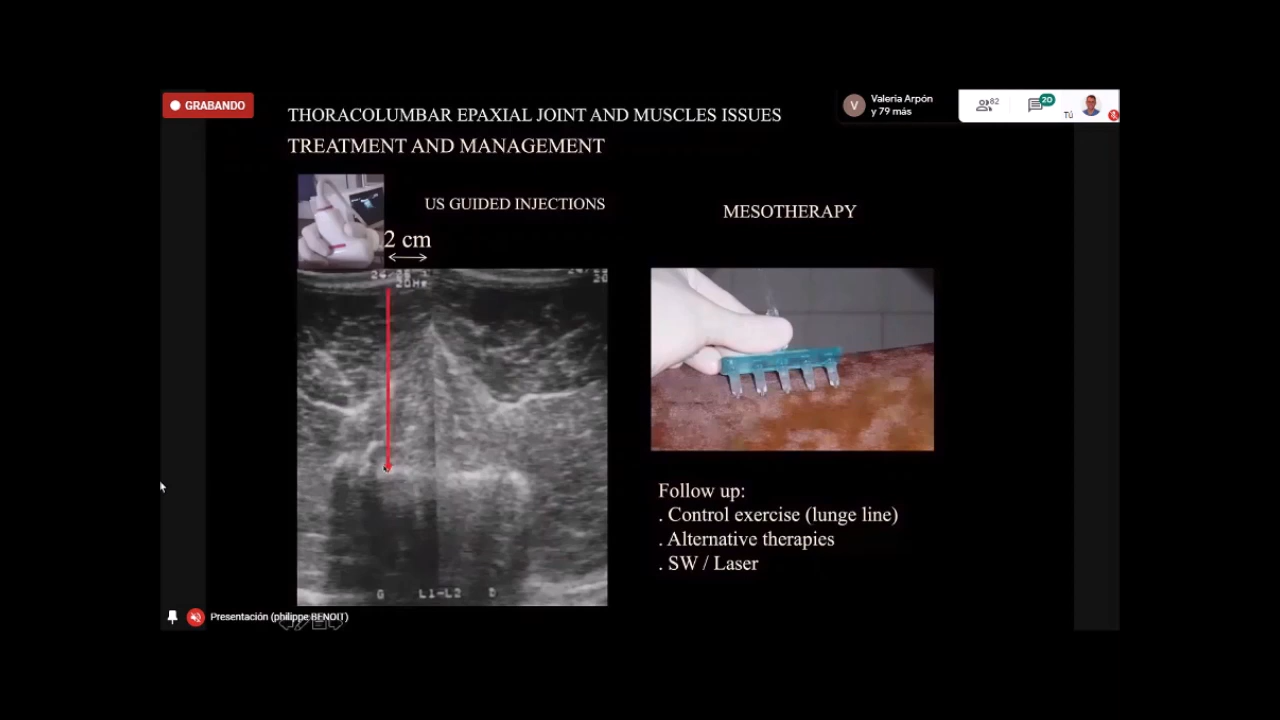 GRABANDO
Valeria Arpón
y 79 más
V
82
20
Tú
THORACOLUMBAR EPAXIAL JOINT AND MUSCLES ISSUES
TREATMENT AND MANAGEMENT
US GUIDED INJECTIONS
MESOTHERAPY
2 cm
20Hz
20
G L1-L2 D
Follow up:
. Control exercise (lunge line)
. Alternative therapies
. SW / Laser
Presentación (philippe BENOIT)